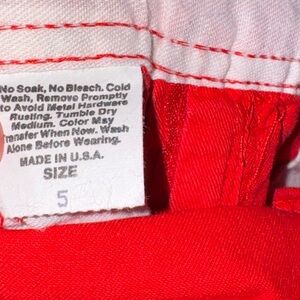 No Soak, No Bleach. Cold
Wash, Remove Promptly
to Avoid Metal Hardware
Rusting. Tumble Dry
Medium. Color May
Transfer When Now. Wash
Alone Before Wearing.
MADE IN U.S.A.
SIZE
5